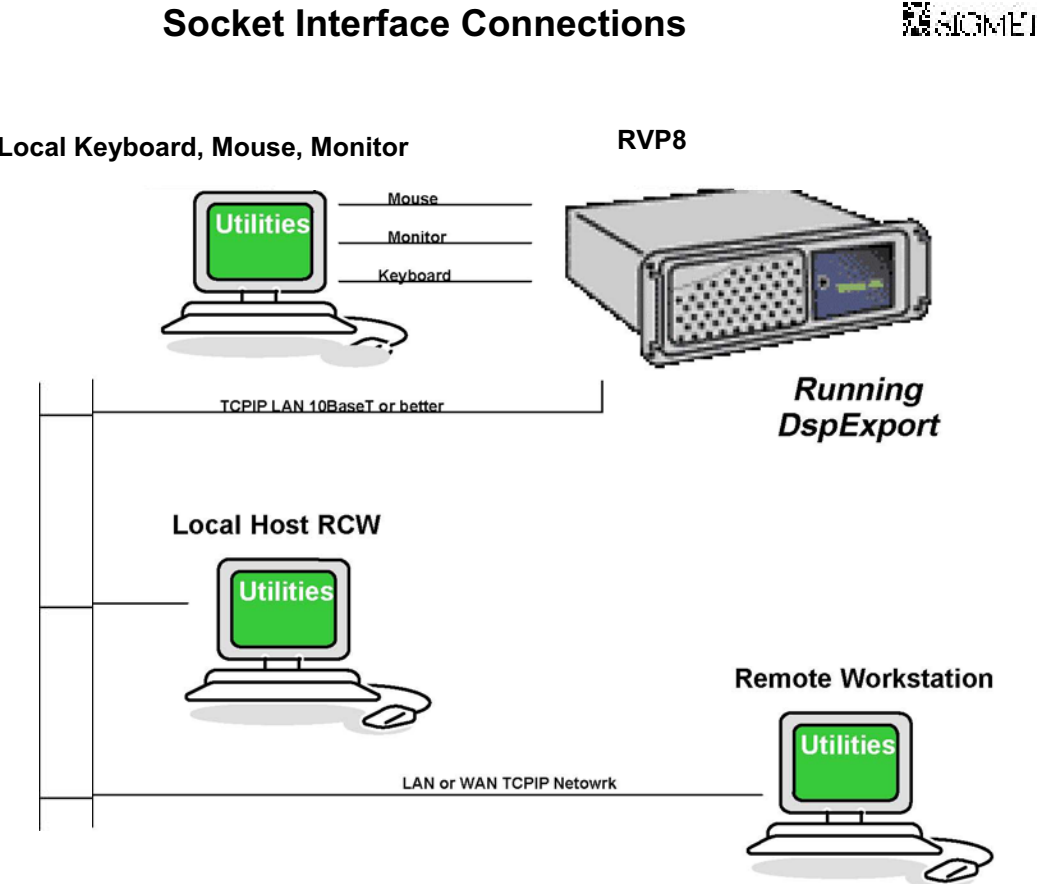 Socket Interface Connections
SIGMET
Local Keyboard, Mouse, Monitor
RVP8
Utilities
Mouse
Monitor
Keyboard
Running
DspExport
TCPIP LAN 10BaseT or better
Local Host RCW
Utilities
Remote Workstation
Utilities
LAN or WAN TCPIP Netowrk